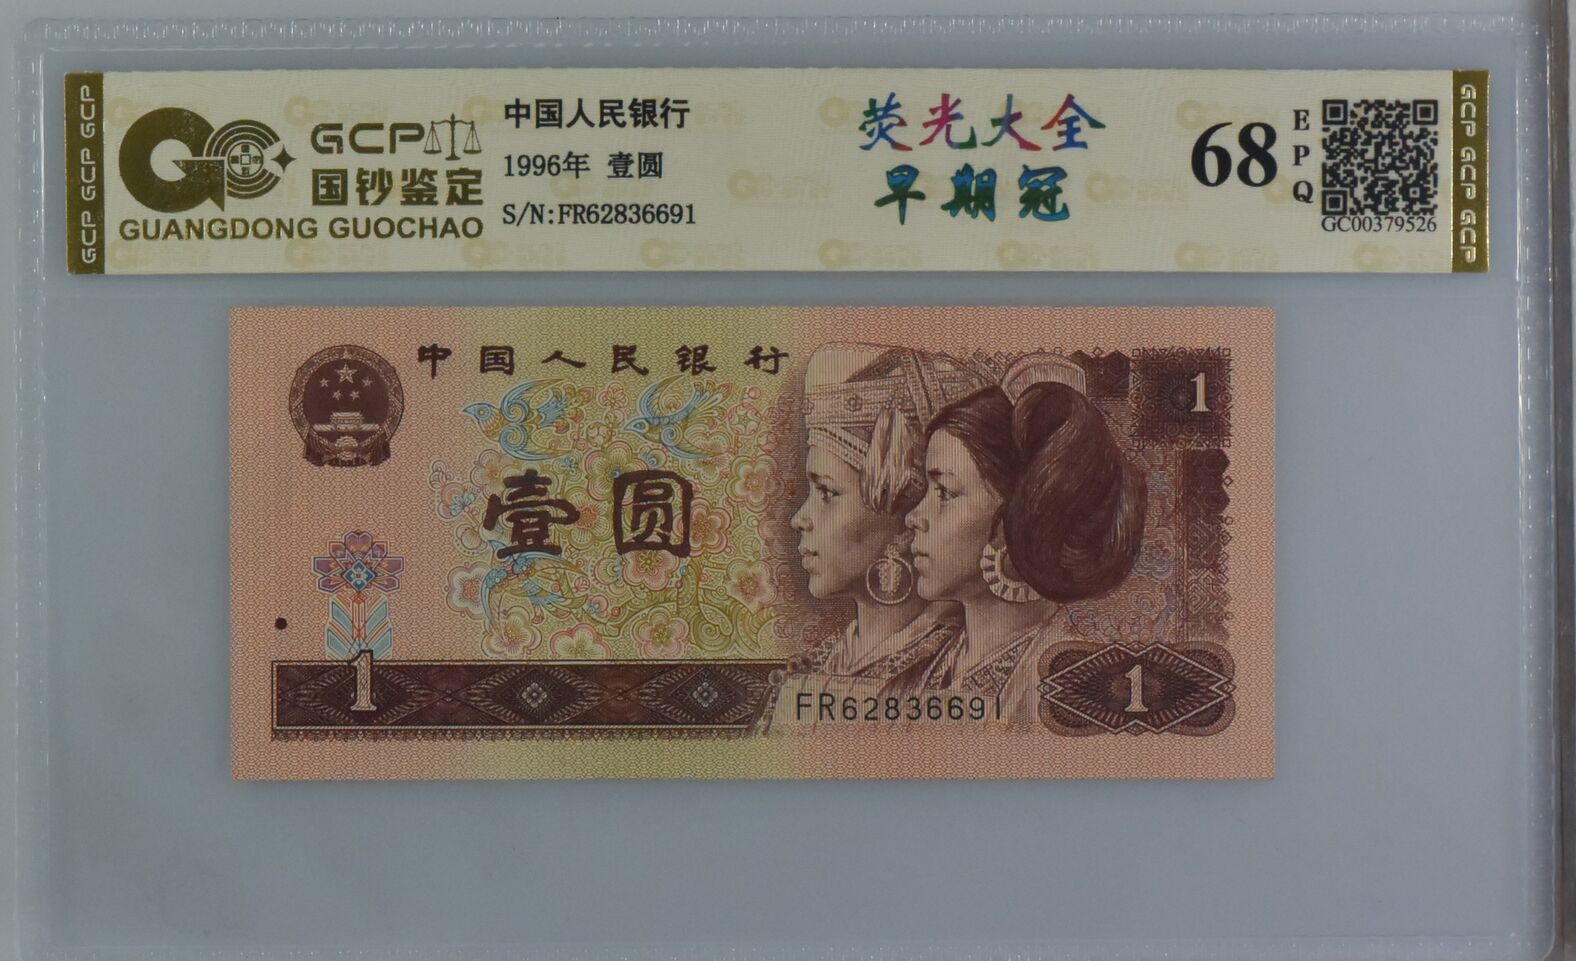 GCP GCP GCP
GCP
国钞鉴定
GUANGDONG GUOCHAO
中国人民银行
1996年 壹圆
S/N:FR62836691
荧光大全
早期冠
68
EPQ
GC00379526
GCP GCP GCP
中国人民银行
1
壹圆
1
FR62836691
1